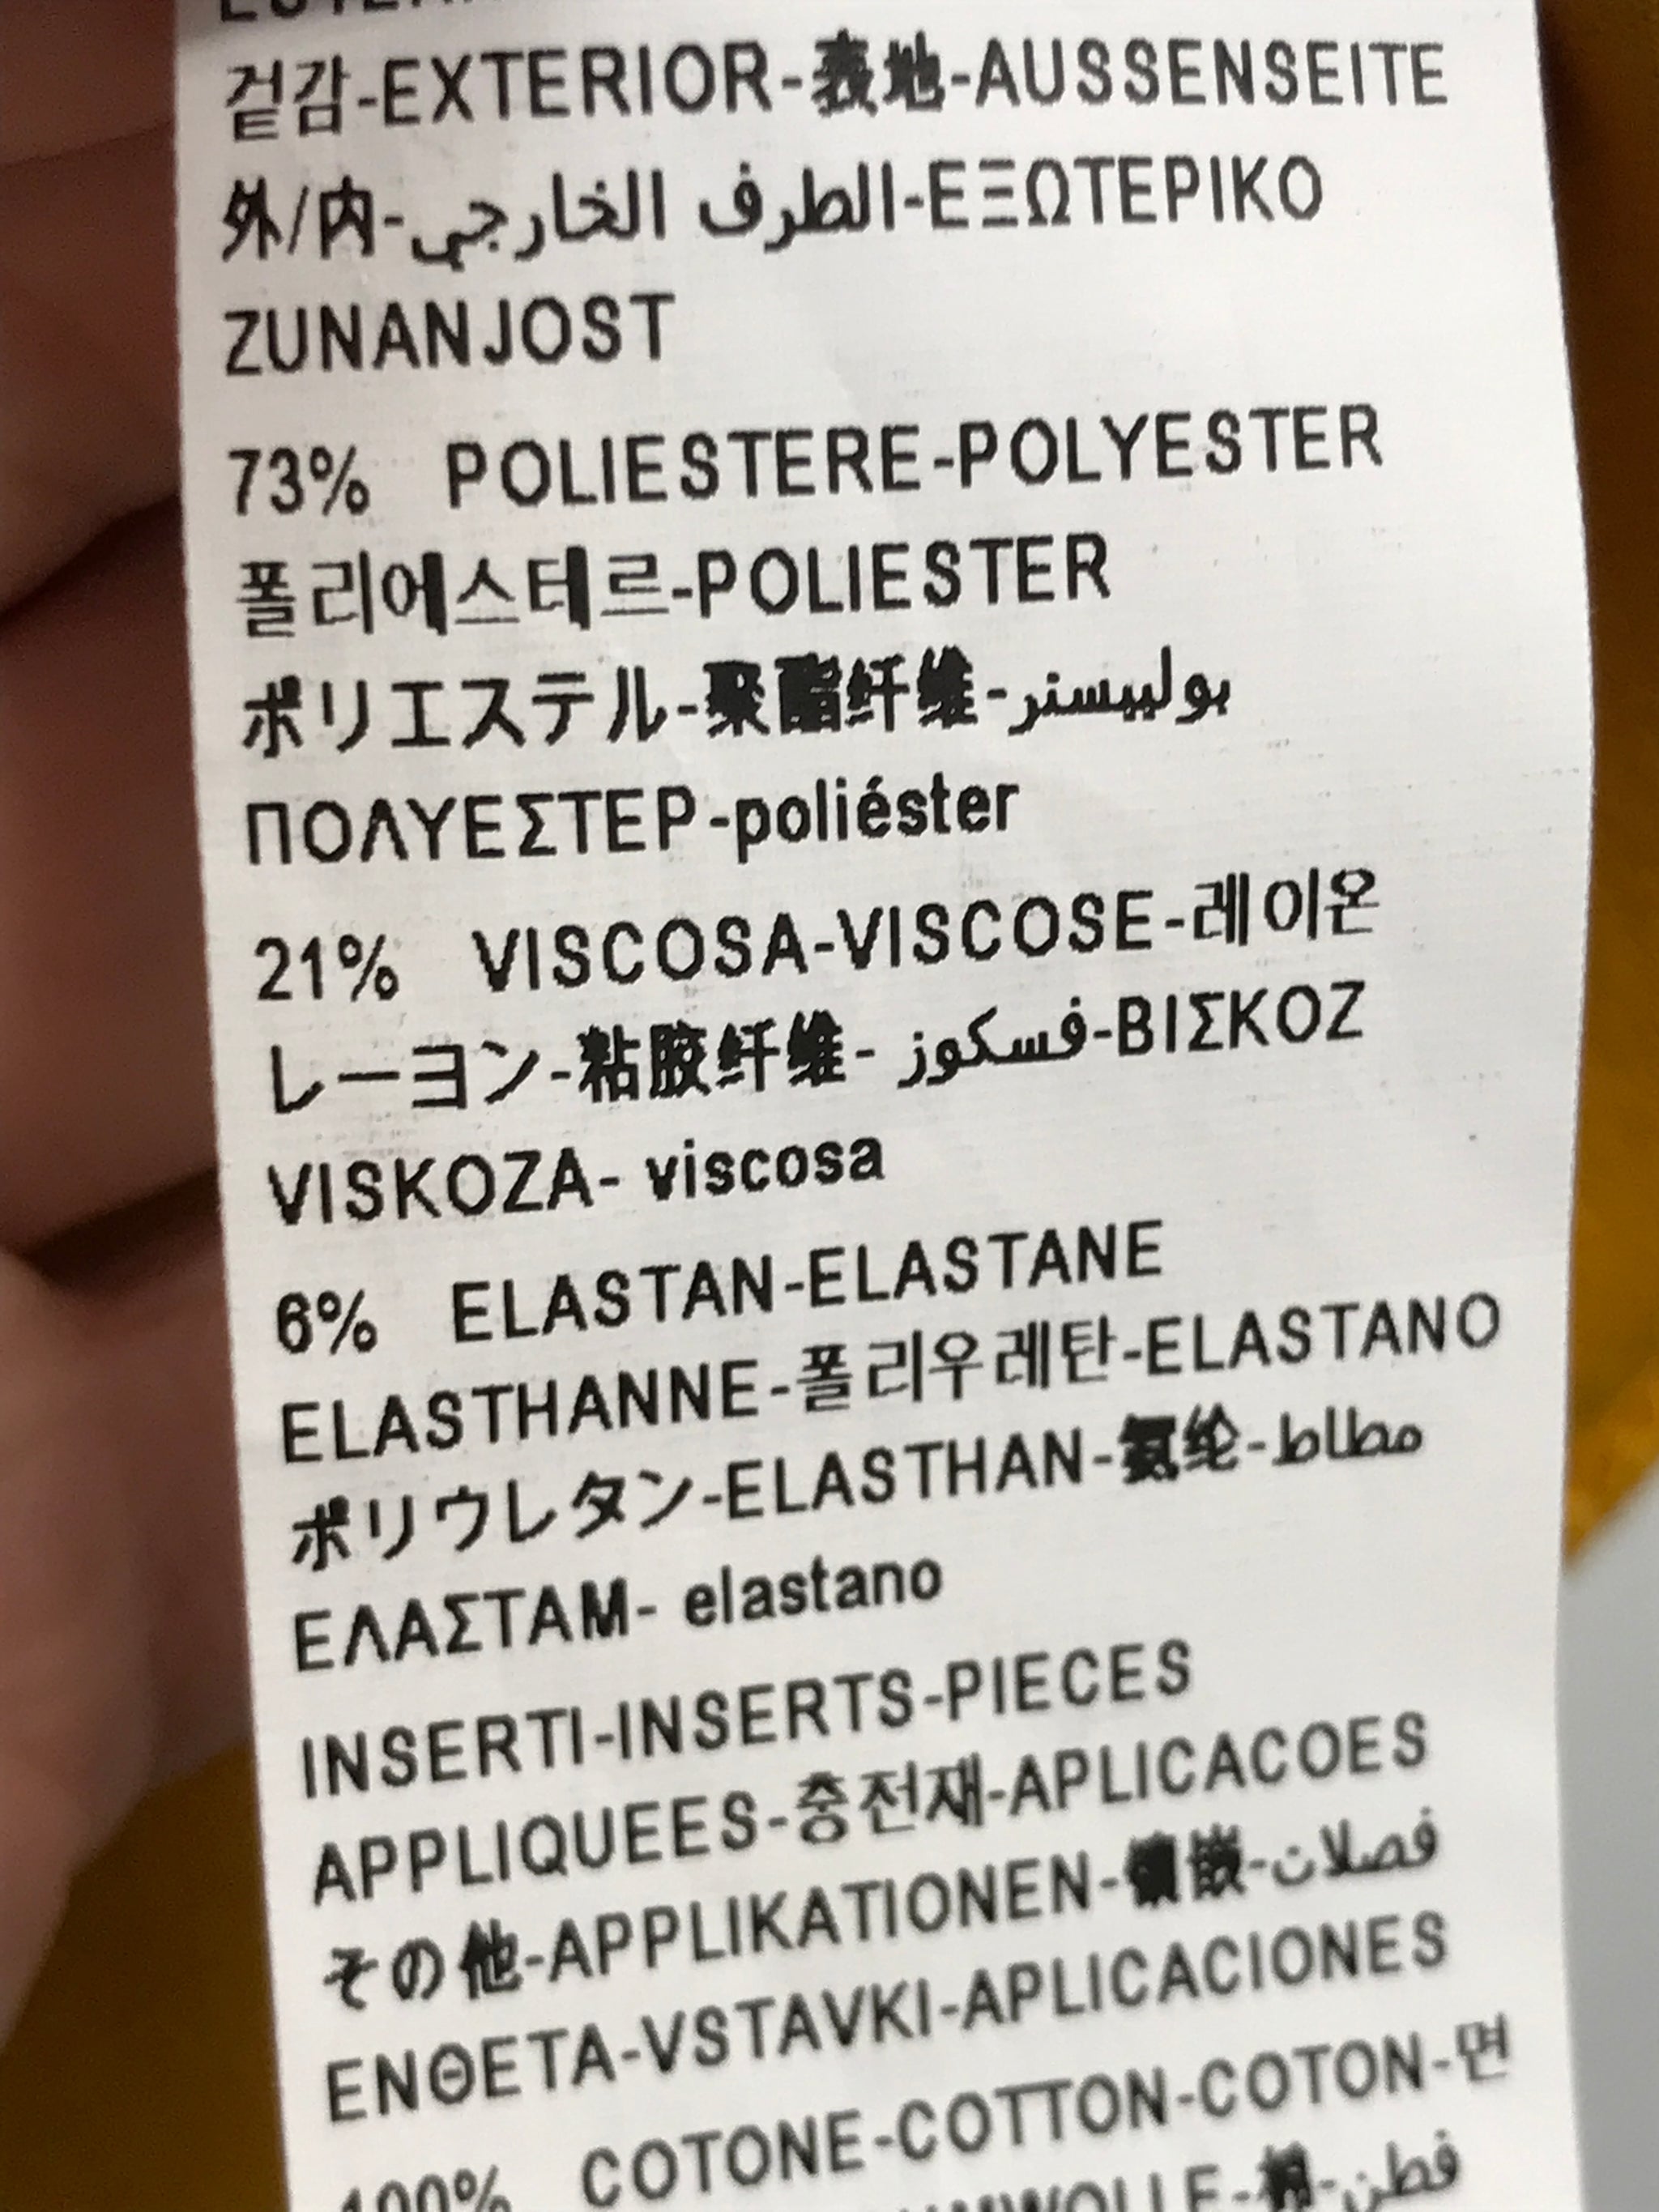 겉감-EXTERIOR-表地-AUSSENSEITE
外/内-الطرف الخارجي-ΕΞΩΤΕΡΙΚΟ
ZUNANJOST
73% POLIESTERE-POLYESTER
폴리에스테르-POLIESTER
ポリエステル-聚酯纤维-بولييستر
ΠΟΛΥΕΣΤΕΡ-poliéster
21% VISCOSA-VISCOSE-레이온
レーヨン-粘胶纤维- فسكوز-ΒΙΣΚΟΖ
VISKOZA- viscosa
6% ELASTAN-ELASTANE
ELASTHANNE-폴리우레탄-ELASTANO
ポリウレタン-ELASTHAN-氨纶-مطاط
ΕΛΑΣΤΑΜ- elastano
INSERTI-INSERTS-PIECES
APPLIQUEES-충전재-APLICACOES
その他-APPLIKATIONEN-镶嵌-فصلات
ΕΝΘΕΤΑ-VSTAVKI-APLICACIONES
100% COTONE-COTTON-COTON-면
قطن